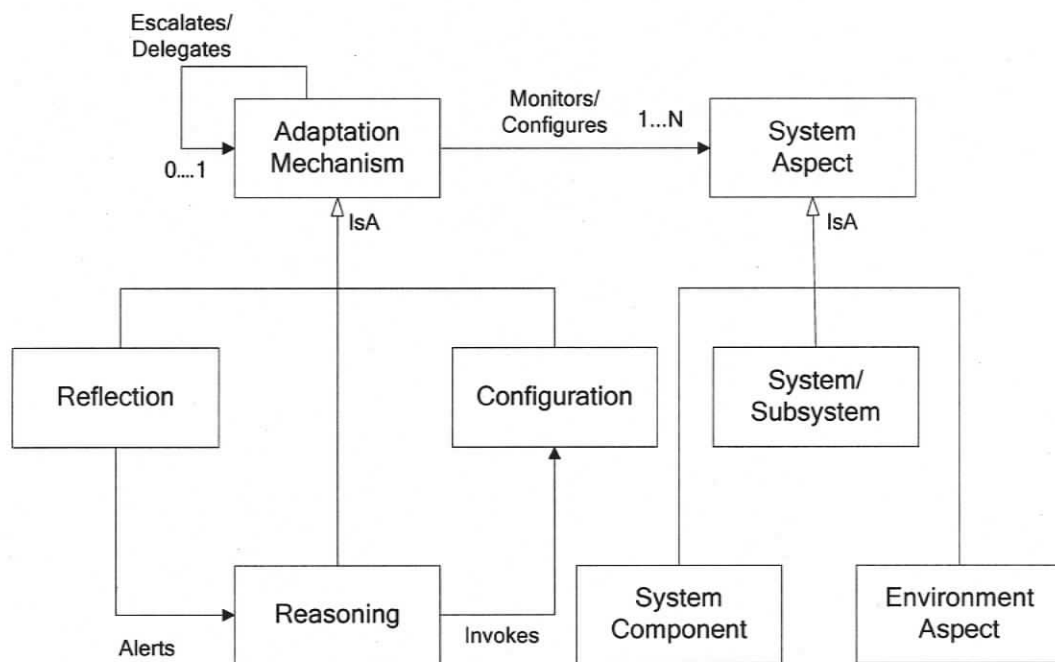 Escalates/
Delegates
Adaptation
Mechanism
0....1
Monitors/
Configures
1...N
System
Aspect
IsA
IsA
Reflection
Configuration
System/
Subsystem
Reasoning
Alerts
Invokes
System
Component
Environment
Aspect